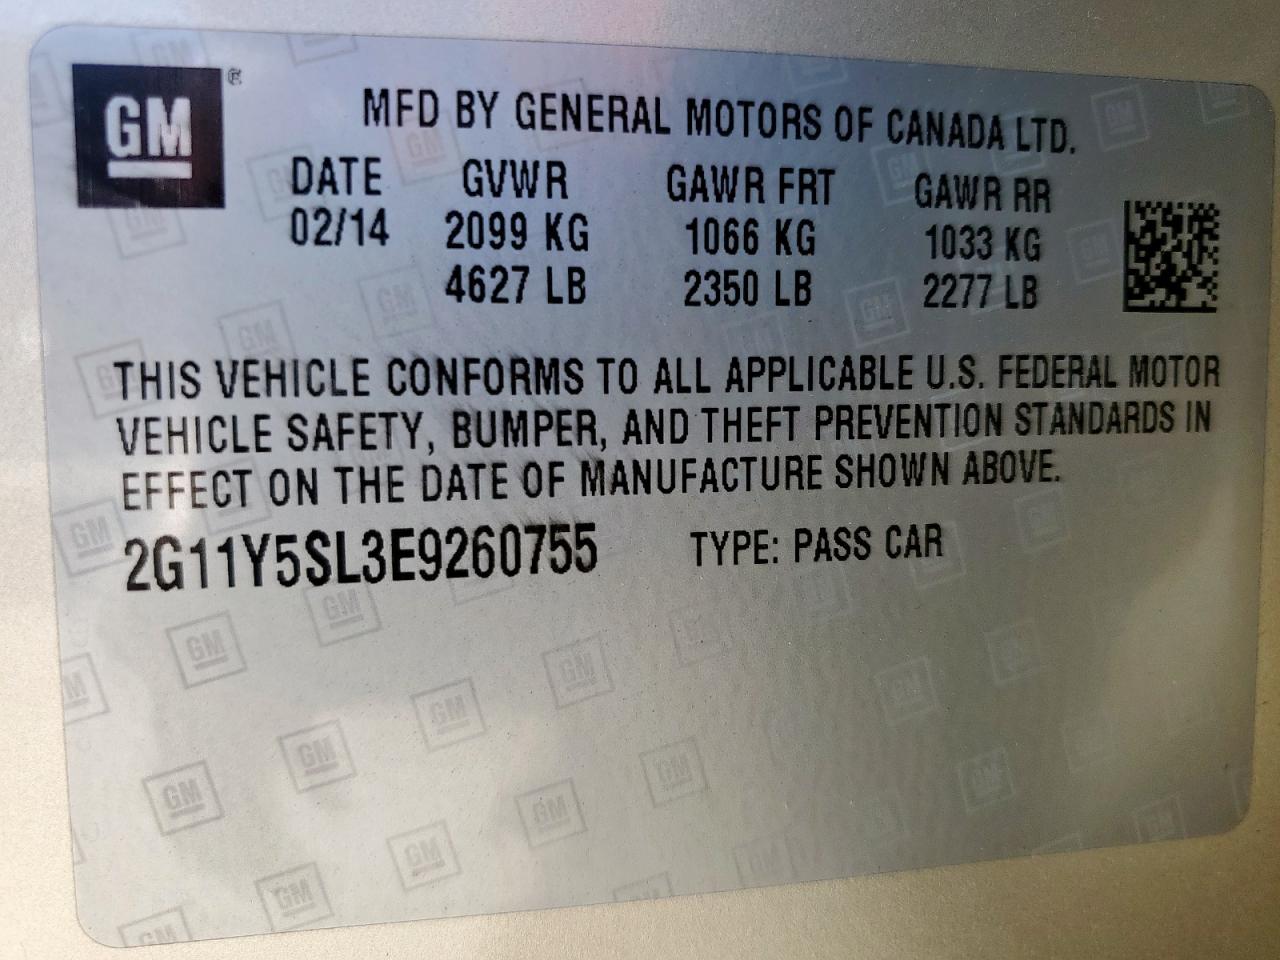 GM ®
MFD BY GENERAL MOTORS OF CANADA LTD.
DATE GVWR GAWR FRT GAWR RR
02/14 2099 KG 1066 KG 1033 KG
4627 LB 2350 LB 2277 LB
THIS VEHICLE CONFORMS TO ALL APPLICABLE U.S. FEDERAL MOTOR
VEHICLE SAFETY, BUMPER, AND THEFT PREVENTION STANDARDS IN
EFFECT ON THE DATE OF MANUFACTURE SHOWN ABOVE.
2G11Y5SL3E9260755 TYPE: PASS CAR